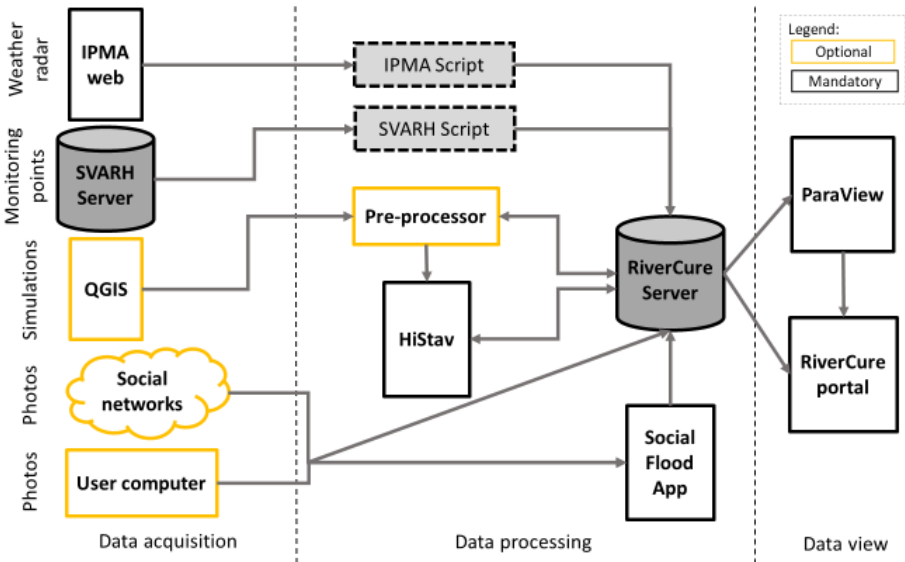 Weather
radar
IPMA
web
IPMA Script
Legend:
Optional
Mandatory
Monitoring
points
SVARH
Server
SVARH Script
ParaView
Simulations
QGIS
Pre-processor
HiStav
RiverCure
Server
RiverCure
portal
Photos
Social
networks
Photos
User computer
Social
Flood
App
Data acquisition
Data processing
Data view